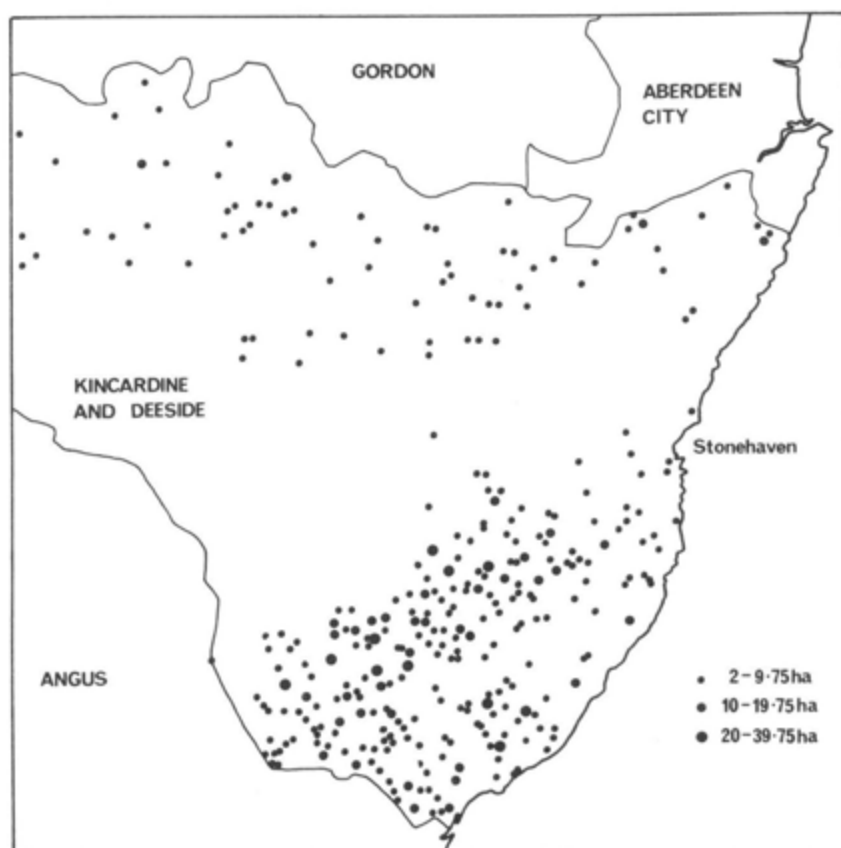 GORDON
ABERDEEN
CITY
KINCARDINE
AND DEESIDE
Stonehaven
ANGUS
2-9·75ha
10-19·75ha
20-39·75ha